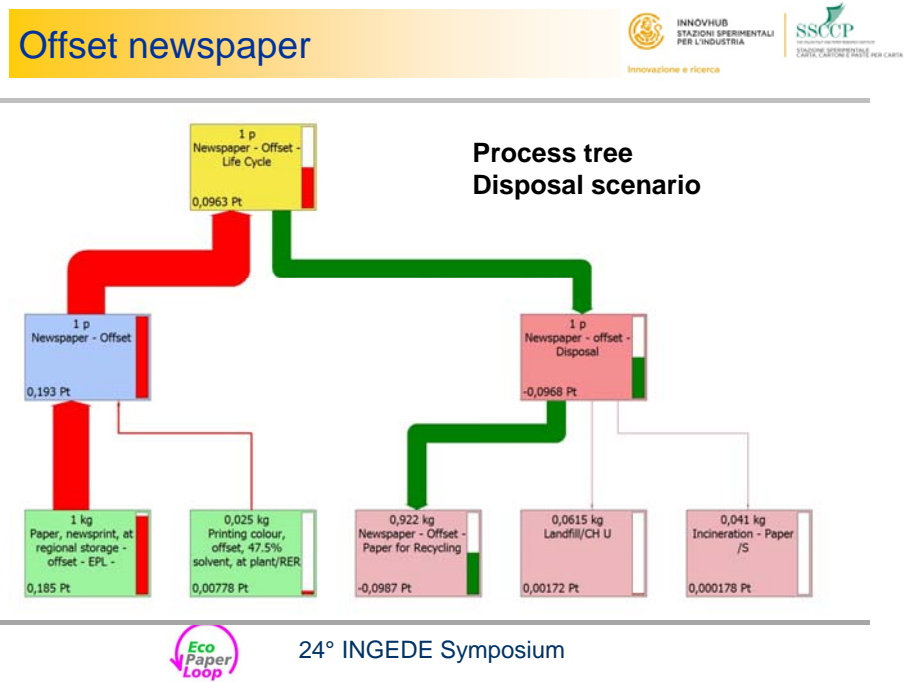 Offset newspaper
INNOVHUB
STAZIONI SPERIMENTALI
PER L'INDUSTRIA
Innovazione e ricerca
SSCCP
STAZIONE SPERIMENTALE
CARTA, CARTONI E PASTE PER CARTA
Process tree
Disposal scenario
1 p
Newspaper - Offset -
Life Cycle
0,0963 Pt
1 p
Newspaper - Offset
0,193 Pt
1 p
Newspaper - offset -
Disposal
-0,0968 Pt
1 kg
Paper, newsprint, at
regional storage -
offset - EPL -
0,185 Pt
0,025 kg
Printing colour,
offset, 47.5%
solvent, at plant/RER
0,00778 Pt
0,922 kg
Newspaper - Offset -
Paper for Recycling
-0,0987 Pt
0,0615 kg
Landfill/CH U
0,00172 Pt
0,041 kg
Incineration - Paper
/S
0,000178 Pt
Eco
Paper
Loop
24° INGEDE Symposium